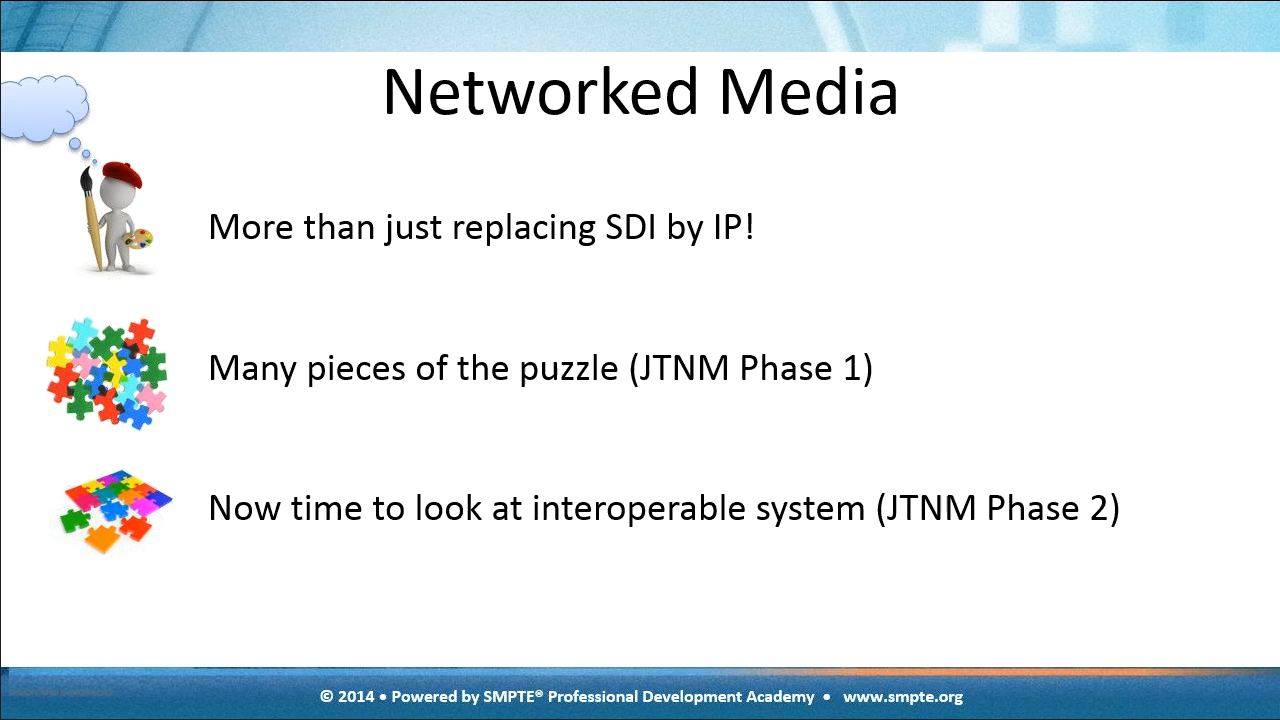 Networked Media
More than just replacing SDI by IP!
Many pieces of the puzzle (JTNM Phase 1)
Now time to look at interoperable system (JTNM Phase 2)
© 2014 • Powered by SMPTE® Professional Development Academy • www.smpte.org